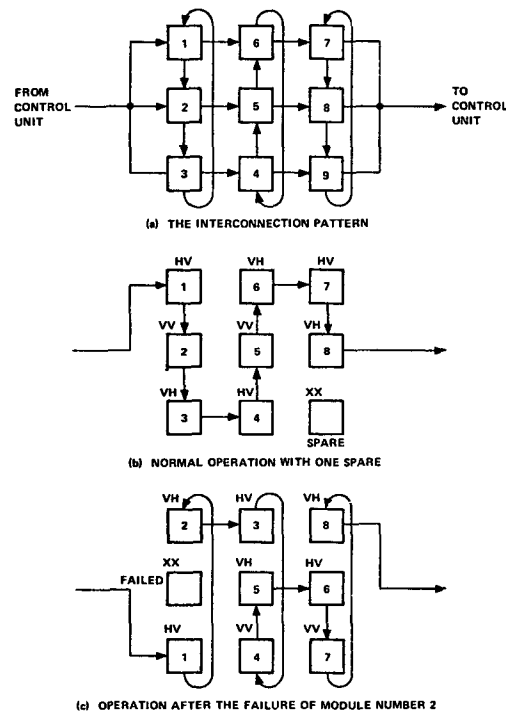 1 6 7
FROM
CONTROL
UNIT
2 5 8
TO
CONTROL
UNIT
3 4 9
(a) THE INTERCONNECTION PATTERN
HV VH HV
1 6 7
VV VV VH
2 5 8
VH HV XX
3 4
SPARE
(b) NORMAL OPERATION WITH ONE SPARE
VH HV VH
2 3 8
XX VH HV
FAILED
5 6
HV VV VV
1 4 7
(c) OPERATION AFTER THE FAILURE OF MODULE NUMBER 2